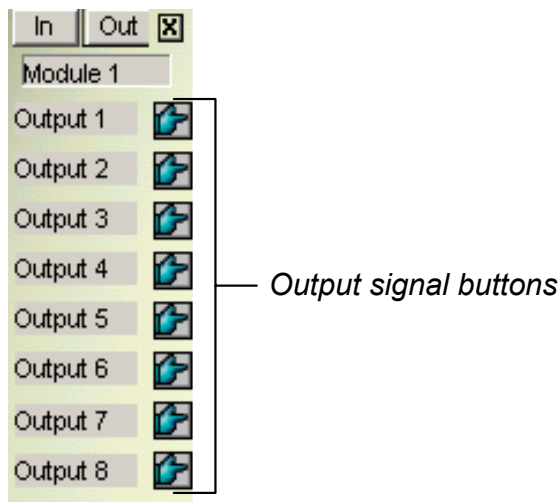 In Out X
Module 1
Output 1
Output 2
Output 3
Output 4
Output signal buttons
Output 5
Output 6
Output 7
Output 8